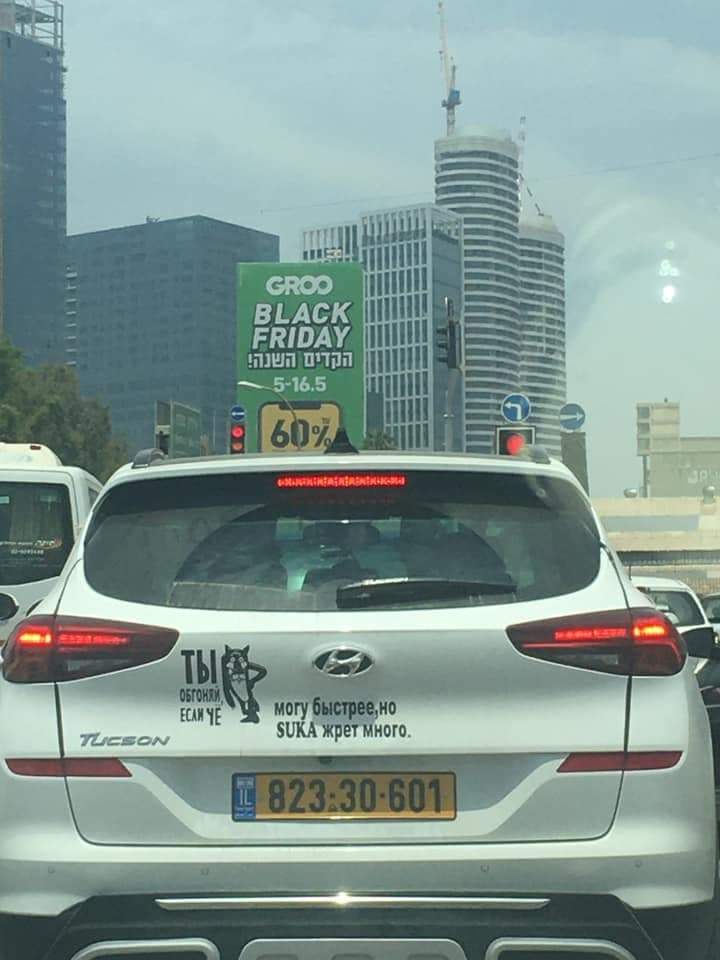 GROO
BLACK
FRIDAY
הקדים השנה!
5-16.5
60%
ТЫ
ОБГОНЯЙ,
ЕСЛИ ЧЁ
могу быстрее,но
SUKA жрет много.
TUCSON
IL
823-30-601